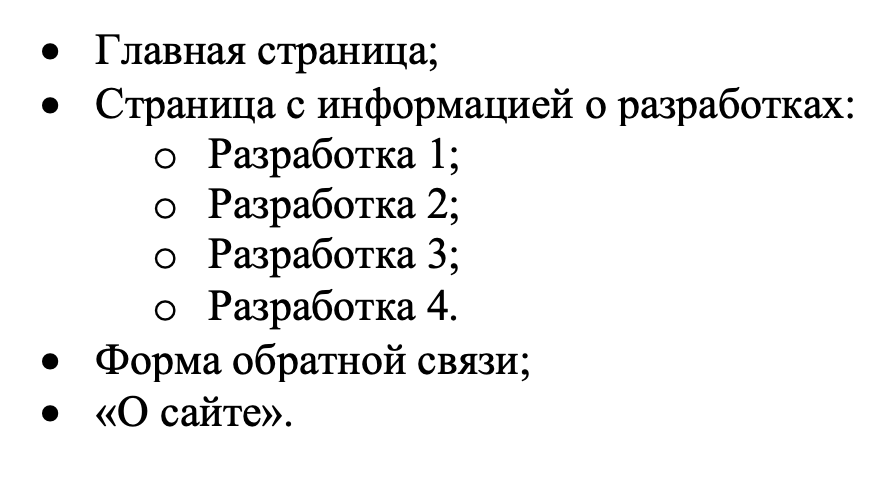 • Главная страница;
• Страница с информацией о разработках:
o Разработка 1;
o Разработка 2;
o Разработка 3;
o Разработка 4.
• Форма обратной связи;
• «О сайте».